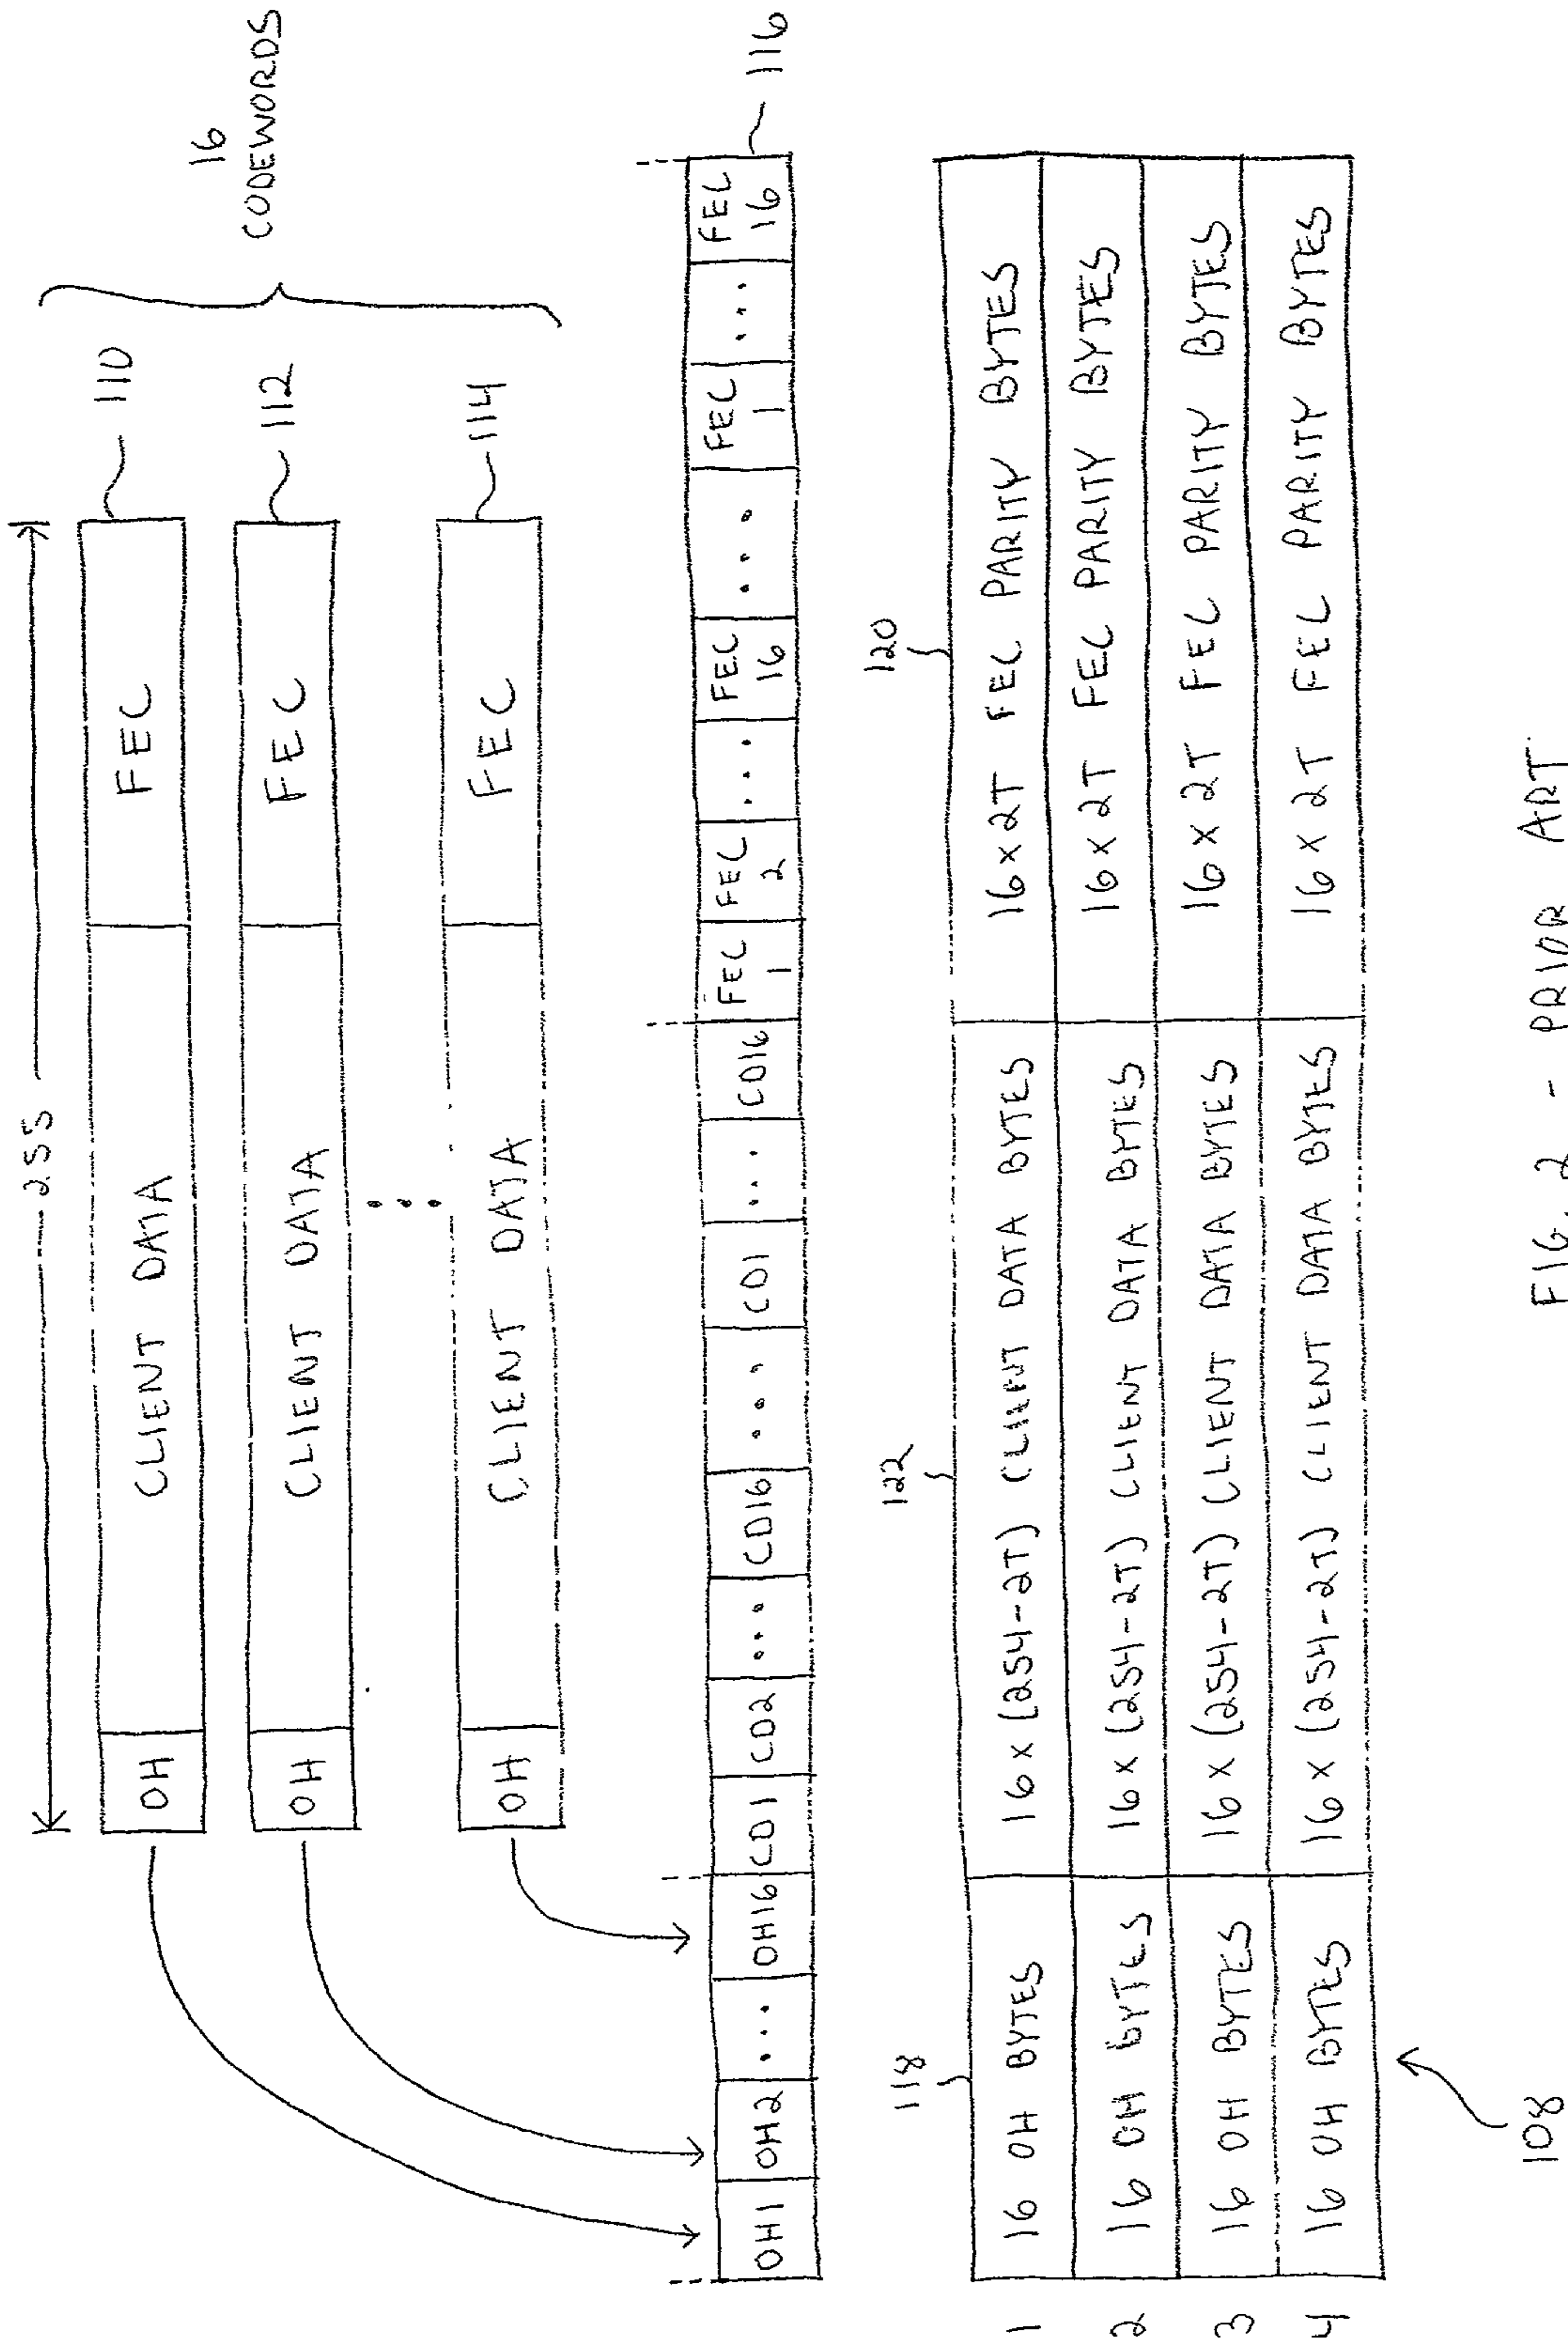 255
OH CLIENT DATA FEC 110
OH CLIENT DATA FEC 112
OH CLIENT DATA FEC 114
16
CODEWORDS
OH1 OH2 ... OH16 CD1 CD2 ... CD16 ... CD1 ... CD16 FEC 1 FEC 2 ... FEC 16 ... FEC 1 ... FEC 16 116
118 122 120
1 16 OH BYTES 16 x (254-2T) CLIENT DATA BYTES 16 x 2T FEC PARITY BYTES
2 16 OH BYTES 16 x (254-2T) CLIENT DATA BYTES 16 x 2T FEC PARITY BYTES
3 16 OH BYTES 16 x (254-2T) CLIENT DATA BYTES 16 x 2T FEC PARITY BYTES
4 16 OH BYTES 16 x (254-2T) CLIENT DATA BYTES 16 x 2T FEC PARITY BYTES
108
FIG. 2 - PRIOR ART